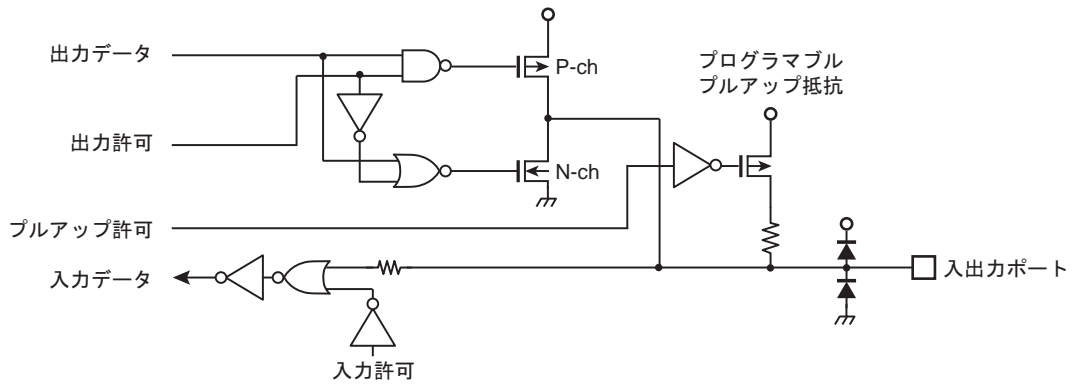 出力データ
P-ch
プログラマブル
プルアップ抵抗
出力許可
N-ch
プルアップ許可
入力データ
入出力ポート
入力許可